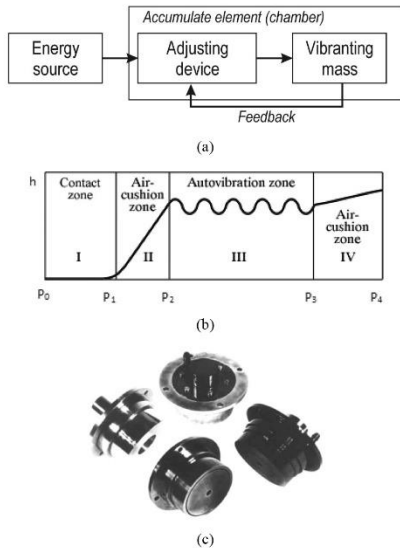 Accumulate element (chamber)
Energy
source
Adjusting
device
Vibranting
mass
Feedback
(a)
h
Contact
zone
I
Air-
cushion
zone
II
Autovibration zone
III
Air-
cushion
zone
IV
p0 p1 p2 p3 p4
(b)
(c)